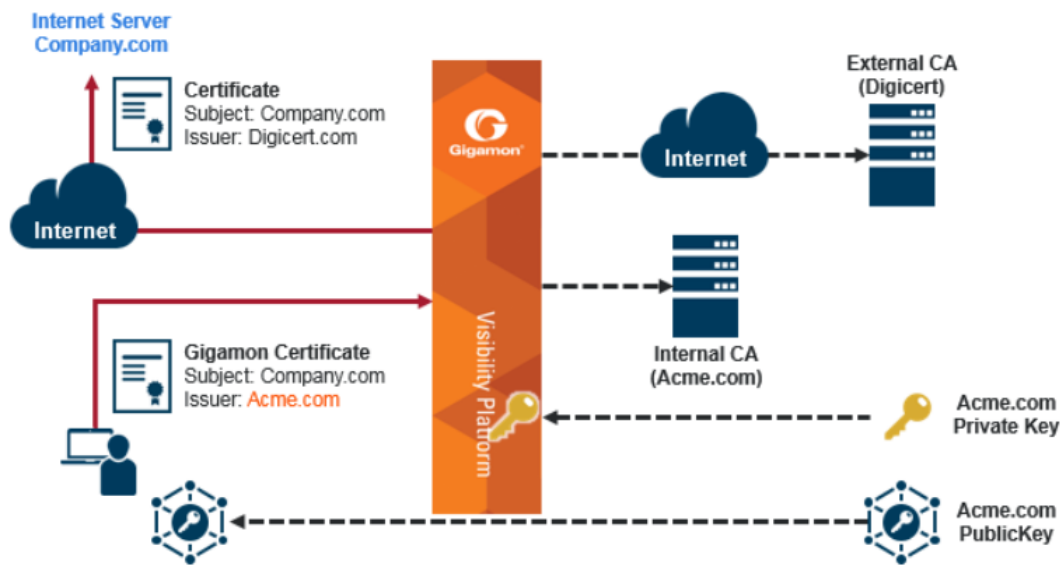 Internet Server
Company.com
Certificate
Subject: Company.com
Issuer: Digicert.com
Internet
Gigamon®
Internet
External CA
(Digicert)
Internal CA
(Acme.com)
Visibility Platform
Gigamon Certificate
Subject: Company.com
Issuer: Acme.com
Acme.com
Private Key
Acme.com
PublicKey